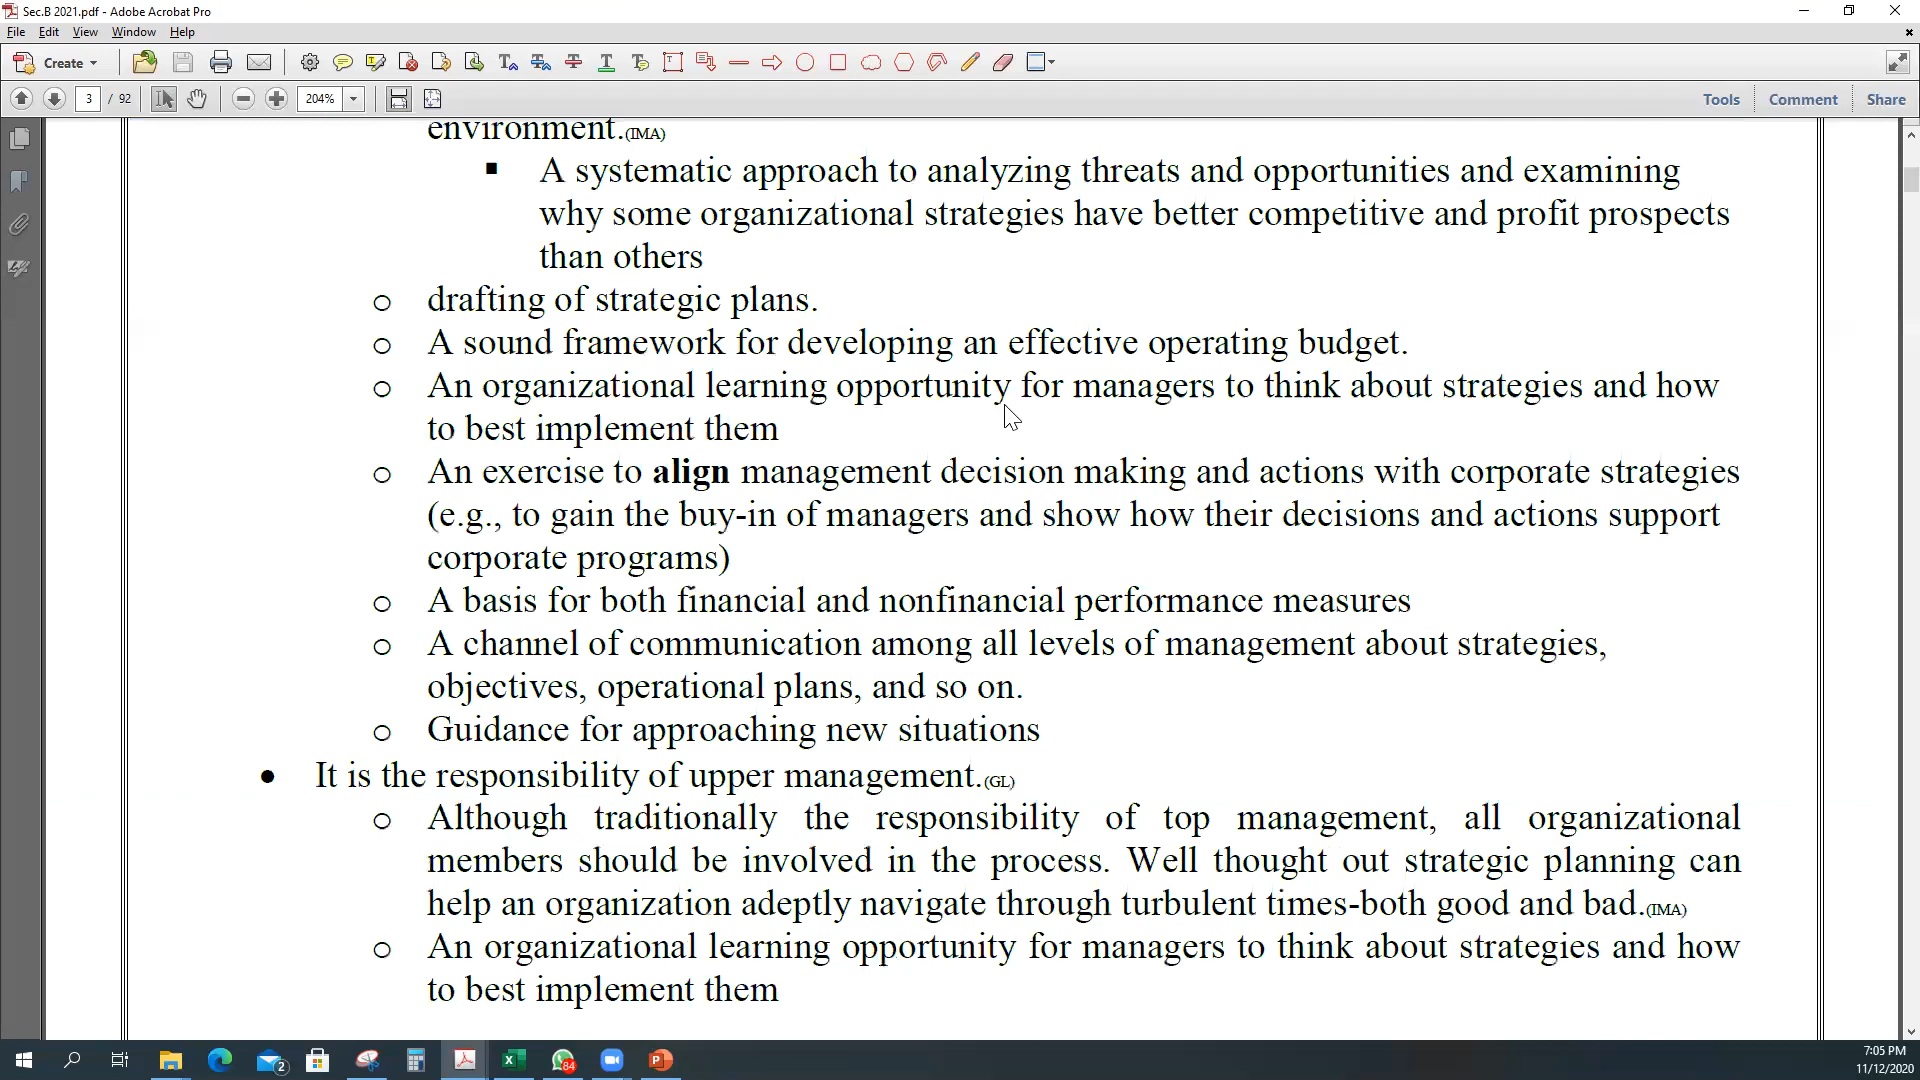 Sec.B 2021.pdf - Adobe Acrobat Pro
File Edit View Window Help
Create
3 / 92 204% Tools Comment Share
environment.(IMA)
▪ A systematic approach to analyzing threats and opportunities and examining
why some organizational strategies have better competitive and profit prospects
than others
o drafting of strategic plans.
o A sound framework for developing an effective operating budget.
o An organizational learning opportunity for managers to think about strategies and how
to best implement them
o An exercise to align management decision making and actions with corporate strategies
(e.g., to gain the buy-in of managers and show how their decisions and actions support
corporate programs)
o A basis for both financial and nonfinancial performance measures
o A channel of communication among all levels of management about strategies,
objectives, operational plans, and so on.
o Guidance for approaching new situations
• It is the responsibility of upper management.(GL)
o Although traditionally the responsibility of top management, all organizational
members should be involved in the process. Well thought out strategic planning can
help an organization adeptly navigate through turbulent times-both good and bad.(IMA)
o An organizational learning opportunity for managers to think about strategies and how
to best implement them
2 84
7:05 PM
11/12/2020